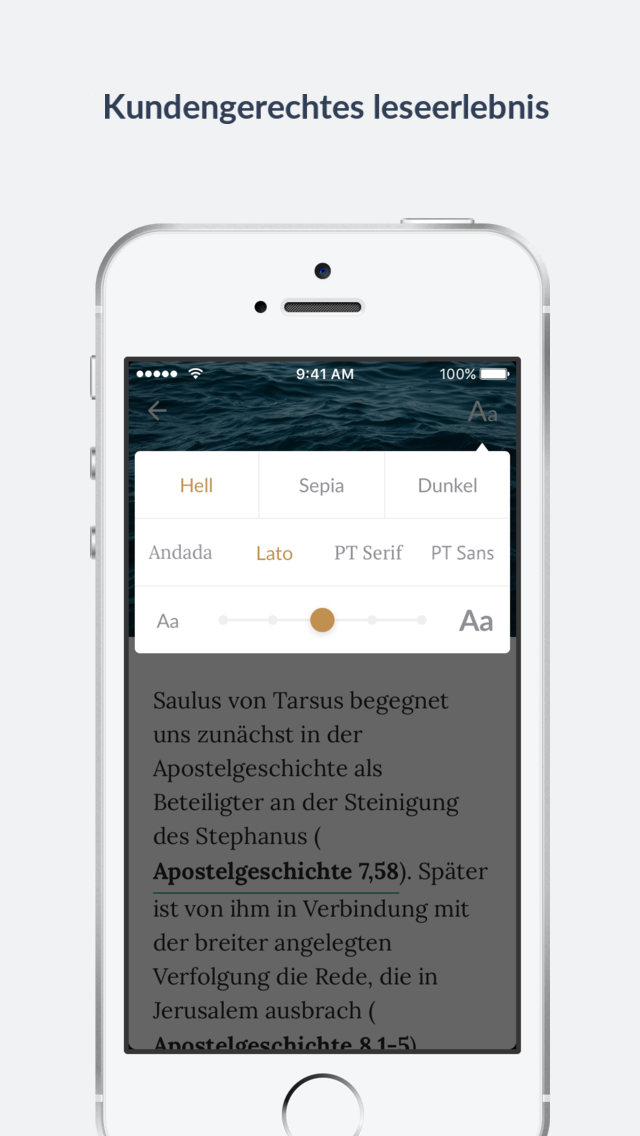 Kundengerechtes leseerlebnis
9:41 AM 100%
Aa
Hell Sepia Dunkel
Andada Lato PT Serif PT Sans
Aa Aa
Saulus von Tarsus begegnet
uns zunächst in der
Apostelgeschichte als
Beteiligter an der Steinigung
des Stephanus (
Apostelgeschichte 7,58). Später
ist von ihm in Verbindung mit
der breiter angelegten
Verfolgung die Rede, die in
Jerusalem ausbrach (
Apostelgeschichte 8,1-5)